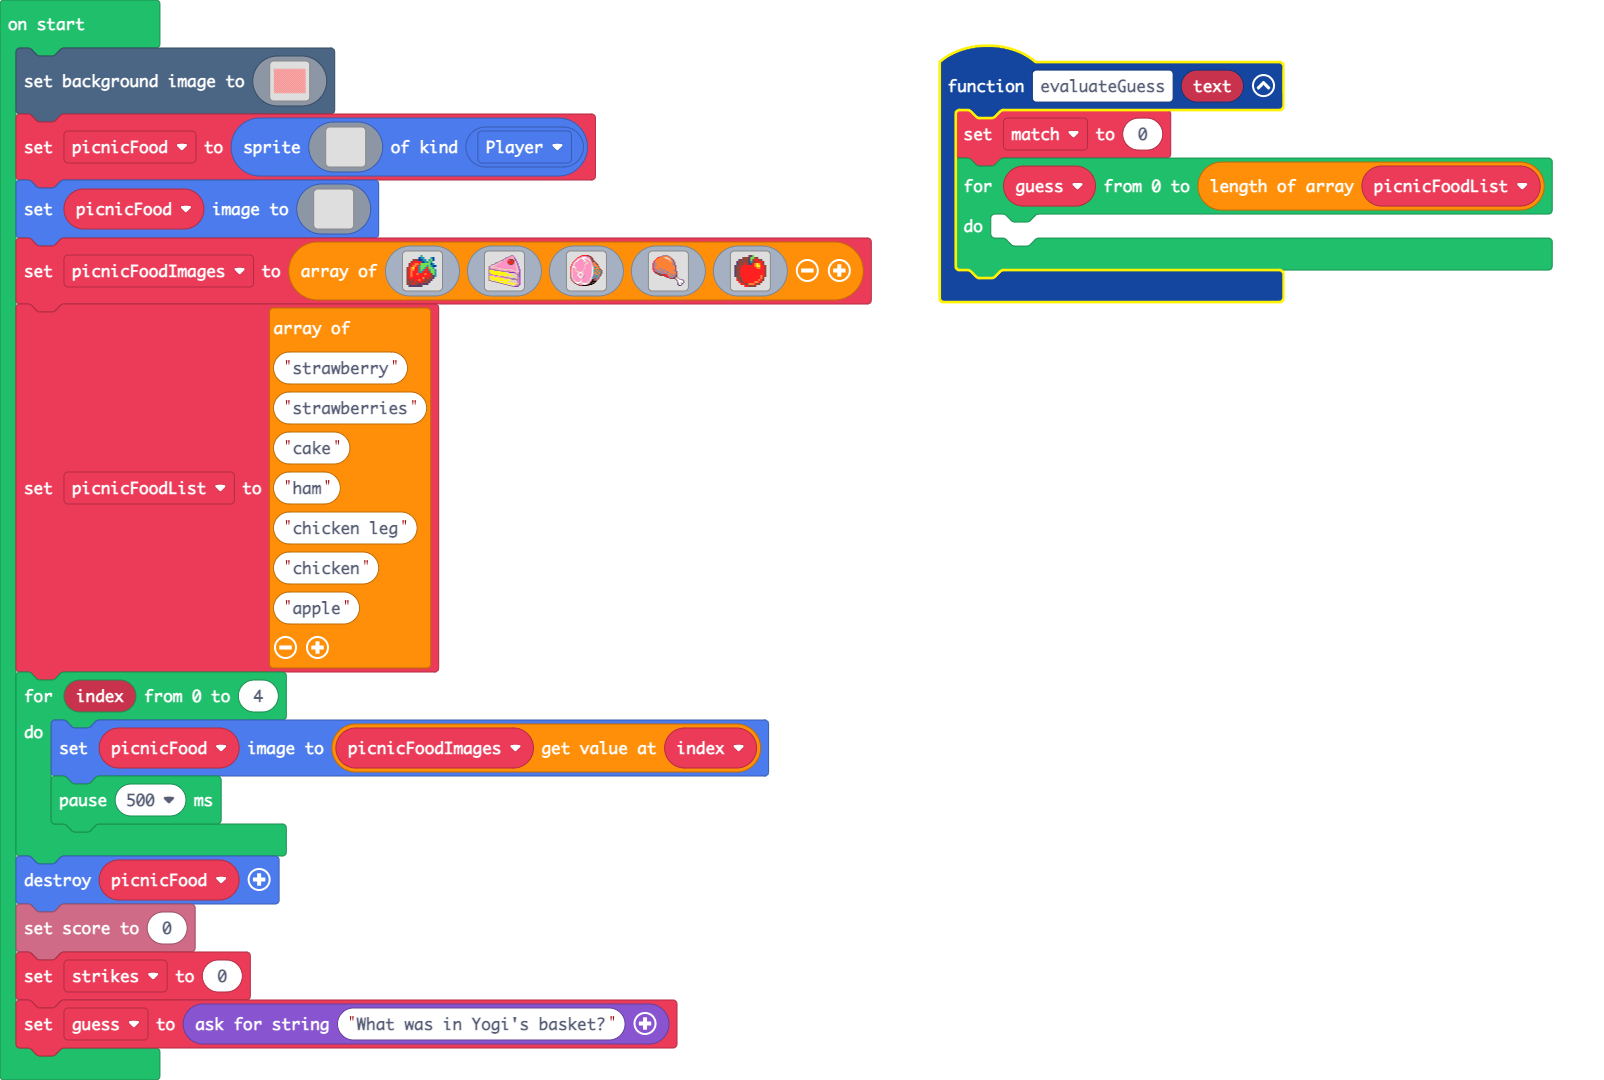 on start
set background image to
set picnicFood to sprite of kind Player
set picnicFood image to
set picnicFoodImages to array of
set picnicFoodList to array of
"strawberry"
"strawberries"
"cake"
"ham"
"chicken leg"
"chicken"
"apple"
for index from 0 to 4
do
set picnicFood image to picnicFoodImages get value at index
pause 500 ms
destroy picnicFood
set score to 0
set strikes to 0
set guess to ask for string "What was in Yogi's basket?"
function evaluateGuess text
set match to 0
for guess from 0 to length of array picnicFoodList
do